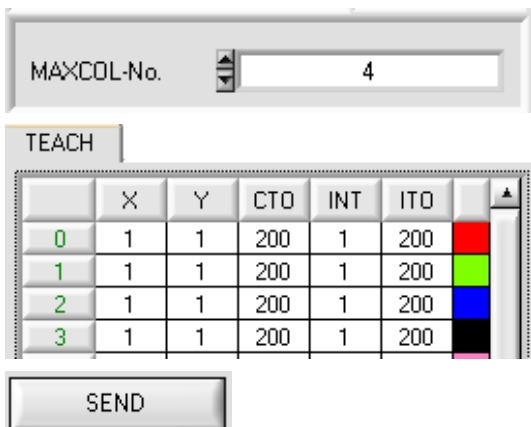 MAXCOL-No. 4
TEACH
X Y CTO INT ITO
0 1 1 200 1 200
1 1 1 200 1 200
2 1 1 200 1 200
3 1 1 200 1 200
SEND